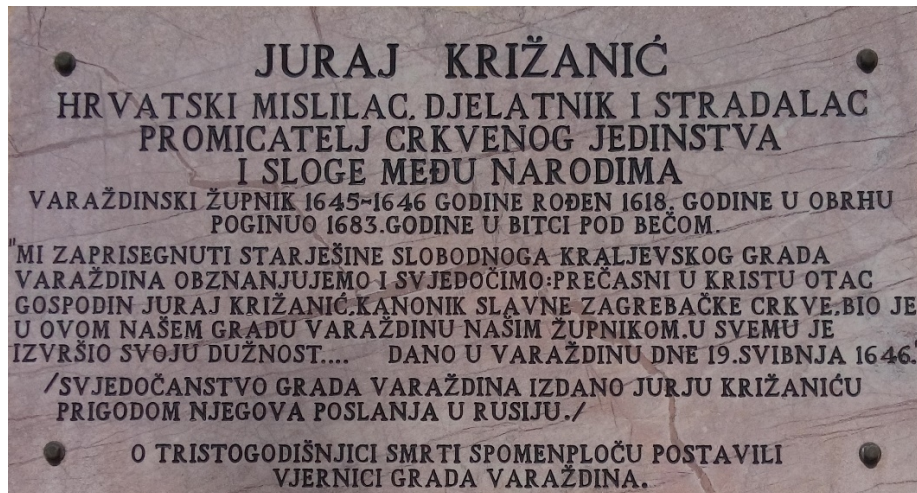 JURAJ KRIŽANIĆ
HRVATSKI MISLILAC, DJELATNIK I STRADALAC
PROMICATELJ CRKVENOG JEDINSTVA
I SLOGE MEĐU NARODIMA
VARAŽDINSKI ŽUPNIK 1645-1646 GODINE ROĐEN 1618. GODINE U OBRHU
POGINUO 1683.GODINE U BITCI POD BEČOM.
"MI ZAPRISEGNUTI STARJEŠINE SLOBODNOGA KRALJEVSKOG GRADA
VARAŽDINA OBZNANJUJEMO I SVJEDOČIMO:PREČASNI U KRISTU OTAC
GOSPODIN JURAJ KRIŽANIĆ,KANONIK SLAVNE ZAGREBAČKE CRKVE,BIO JE
U OVOM NAŠEM GRADU VARAŽDINU NAŠIM ŽUPNIKOM.U SVEMU JE
IZVRŠIO SVOJU DUŽNOST.... DANO U VARAŽDINU DNE 19.SVIBNJA 1646."
/SVJEDOČANSTVO GRADA VARAŽDINA IZDANO JURJU KRIŽANIĆU
PRIGODOM NJEGOVA POSLANJA U RUSIJU./
O TRISTOGODIŠNJICI SMRTI SPOMENPLOČU POSTAVILI
VJERNICI GRADA VARAŽDINA.